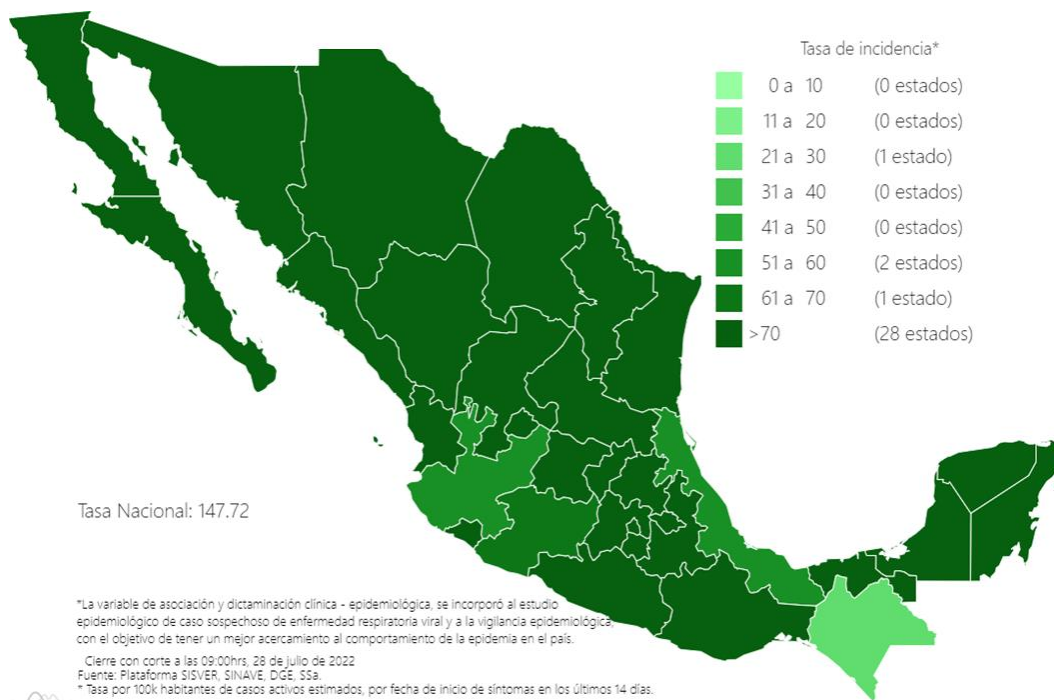 Tasa de incidencia*
0 a 10 (0 estados)
11 a 20 (0 estados)
21 a 30 (1 estado)
31 a 40 (0 estados)
41 a 50 (0 estados)
51 a 60 (2 estados)
61 a 70 (1 estado)
>70 (28 estados)
Tasa Nacional: 147.72
*La variable de asociación y dictaminación clínica - epidemiológica, se incorporó al estudio
epidemiológico de caso sospechoso de enfermedad respiratoria viral y a la vigilancia epidemiológica,
con el objetivo de tener un mejor acercamiento al comportamiento de la epidemia en el país.
Cierre con corte a las 09:00hrs, 28 de julio de 2022
Fuente: Plataforma SISVER, SINAVE, DGE, SSa.
* Tasa por 100k habitantes de casos activos estimados, por fecha de inicio de síntomas en los últimos 14 días.